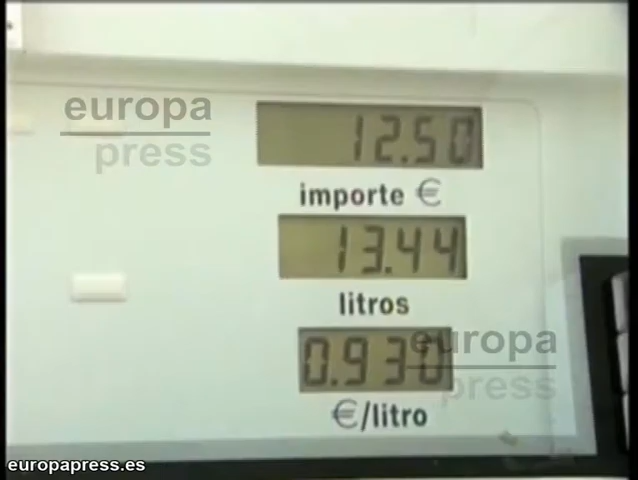 europa
press
12.50
importe €
13.44
litros
0.930
europa
press
€/litro
europapress.es